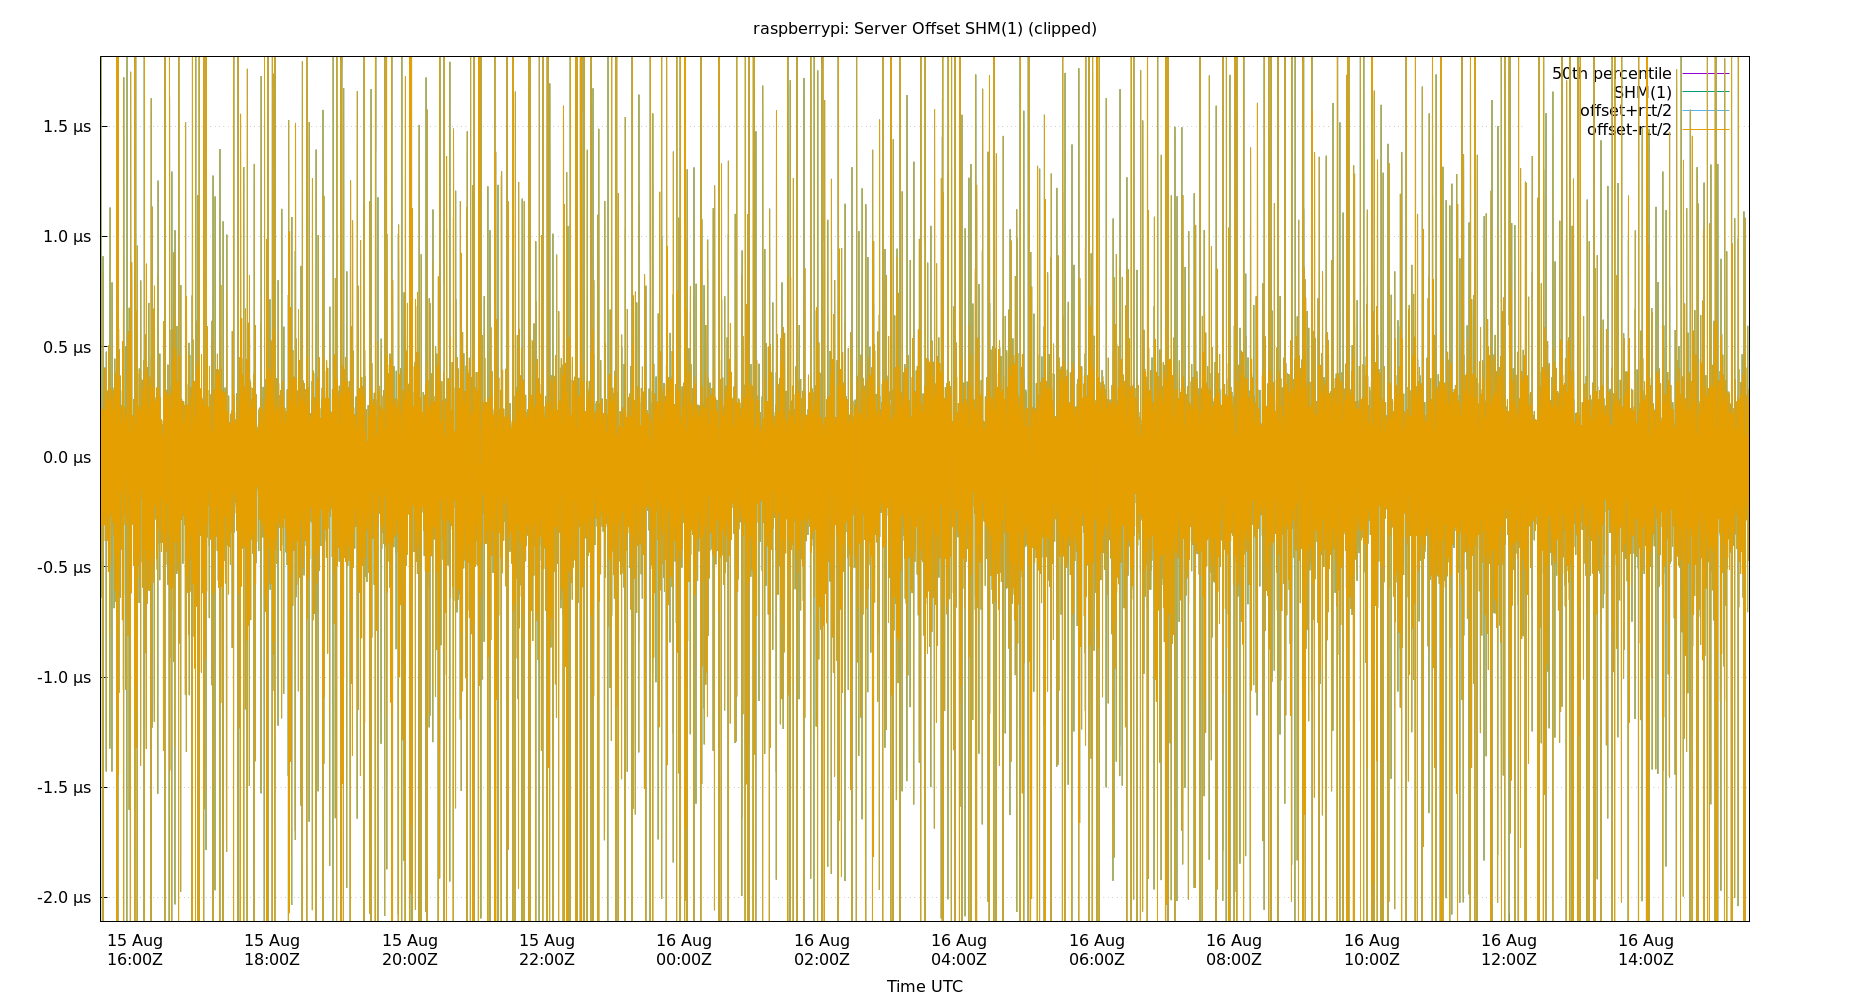 raspberrypi: Server Offset SHM(1) (clipped)
50th percentile
SHM(1)
offset+rtt/2
offset-rtt/2
1.5 µs
1.0 µs
0.5 µs
0.0 µs
-0.5 µs
-1.0 µs
-1.5 µs
-2.0 µs
15 Aug 15 Aug 15 Aug 15 Aug 16 Aug 16 Aug 16 Aug 16 Aug 16 Aug 16 Aug 16 Aug 16 Aug
16:00Z 18:00Z 20:00Z 22:00Z 00:00Z 02:00Z 04:00Z 06:00Z 08:00Z 10:00Z 12:00Z 14:00Z
Time UTC